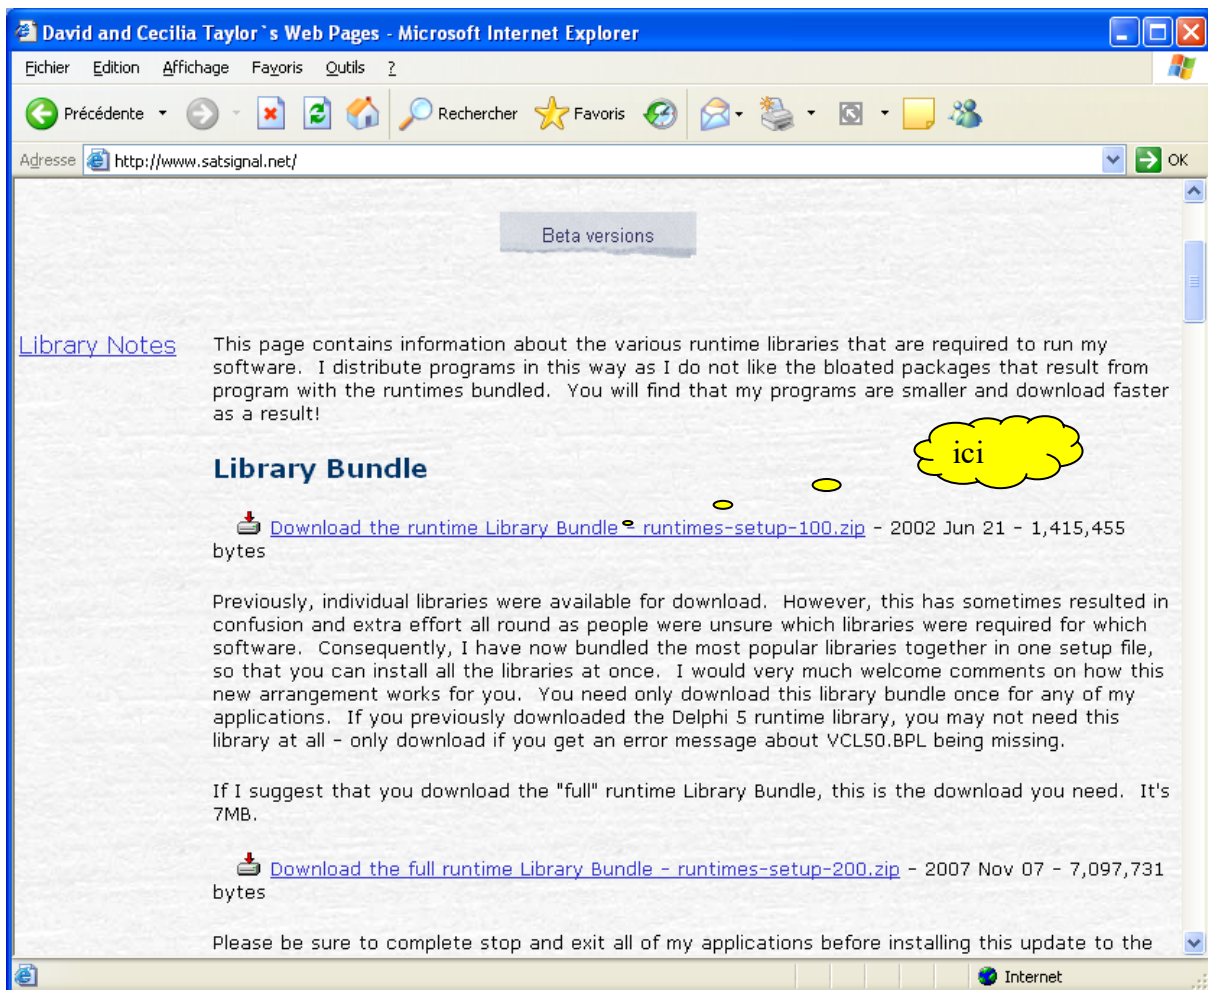 David and Cecilia Taylor`s Web Pages - Microsoft Internet Explorer
Fichier Edition Affichage Favoris Outils ?
Précédente Rechercher Favoris
Adresse http://www.satsignal.net/ OK
Beta versions
Library Notes
This page contains information about the various runtime libraries that are required to run my
software. I distribute programs in this way as I do not like the bloated packages that result from
program with the runtimes bundled. You will find that my programs are smaller and download faster
as a result!
ici
Library Bundle
Download the runtime Library Bundle - runtimes-setup-100.zip - 2002 Jun 21 - 1,415,455
bytes
Previously, individual libraries were available for download. However, this has sometimes resulted in
confusion and extra effort all round as people were unsure which libraries were required for which
software. Consequently, I have now bundled the most popular libraries together in one setup file,
so that you can install all the libraries at once. I would very much welcome comments on how this
new arrangement works for you. You need only download this library bundle once for any of my
applications. If you previously downloaded the Delphi 5 runtime library, you may not need this
library at all - only download if you get an error message about VCL50.BPL being missing.
If I suggest that you download the "full" runtime Library Bundle, this is the download you need. It's
7MB.
Download the full runtime Library Bundle - runtimes-setup-200.zip - 2007 Nov 07 - 7,097,731
bytes
Please be sure to complete stop and exit all of my applications before installing this update to the
Internet